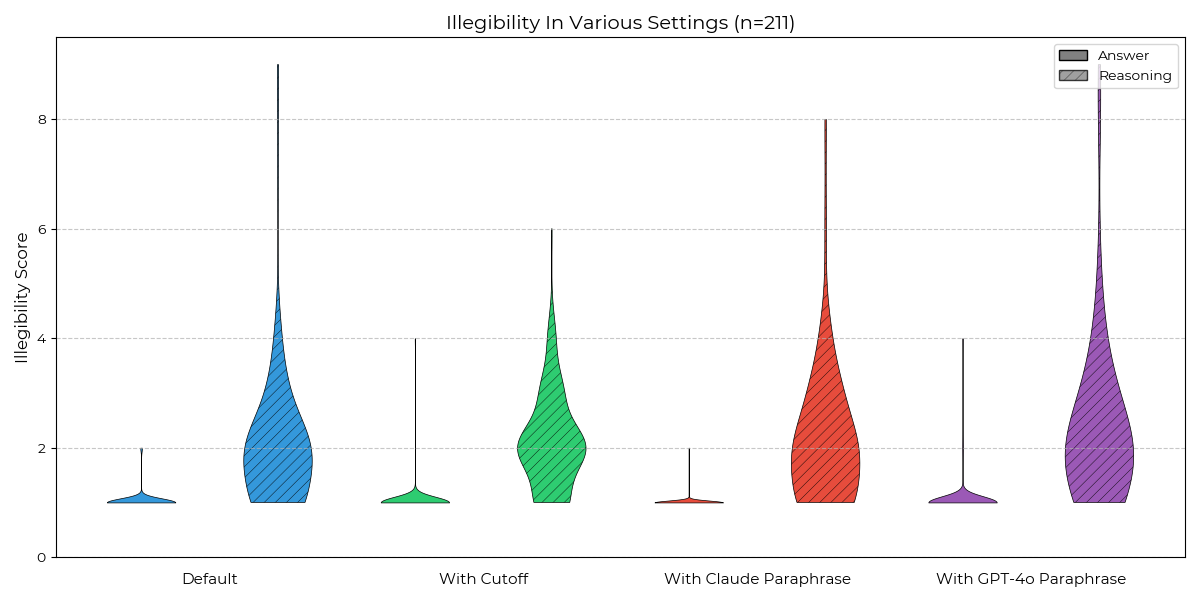 Illegibility In Various Settings (n=211)
Answer
Reasoning
Illegibility Score
8
6
4
2
0
Default
With Cutoff
With Claude Paraphrase
With GPT-4o Paraphrase